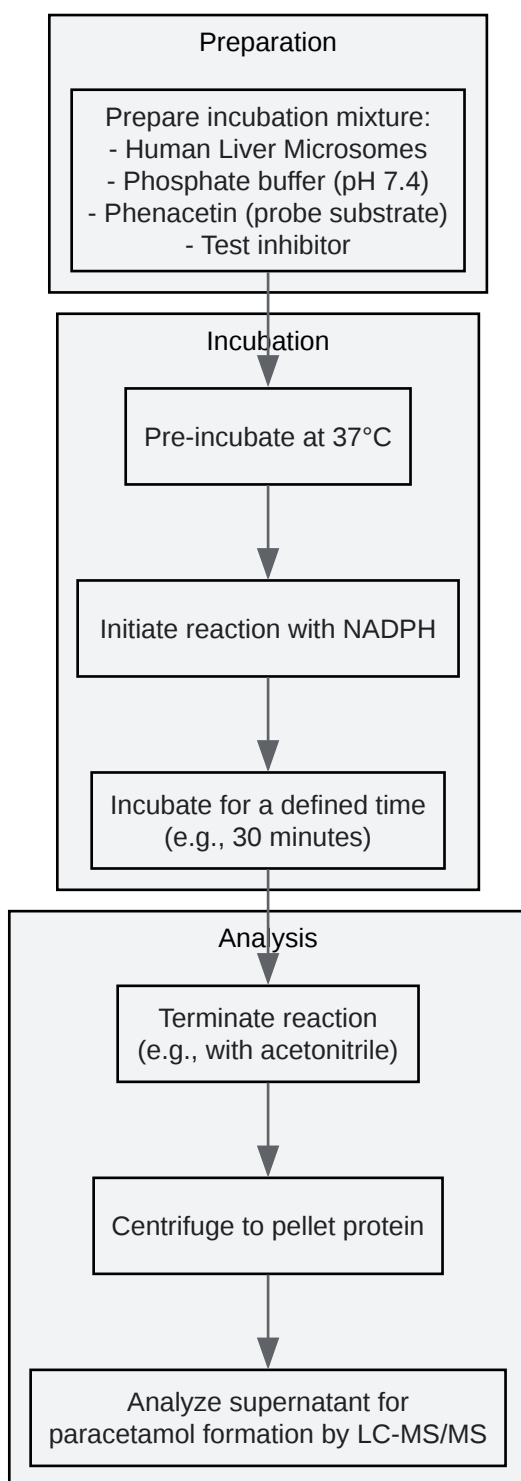 Preparation
Prepare incubation mixture:
- Human Liver Microsomes
- Phosphate buffer (pH 7.4)
- Phenacetin (probe substrate)
- Test inhibitor
Incubation
Pre-incubate at 37°C
Initiate reaction with NADPH
Incubate for a defined time
(e.g., 30 minutes)
Analysis
Terminate reaction
(e.g., with acetonitrile)
Centrifuge to pellet protein
Analyze supernatant for
paracetamol formation by LC-MS/MS